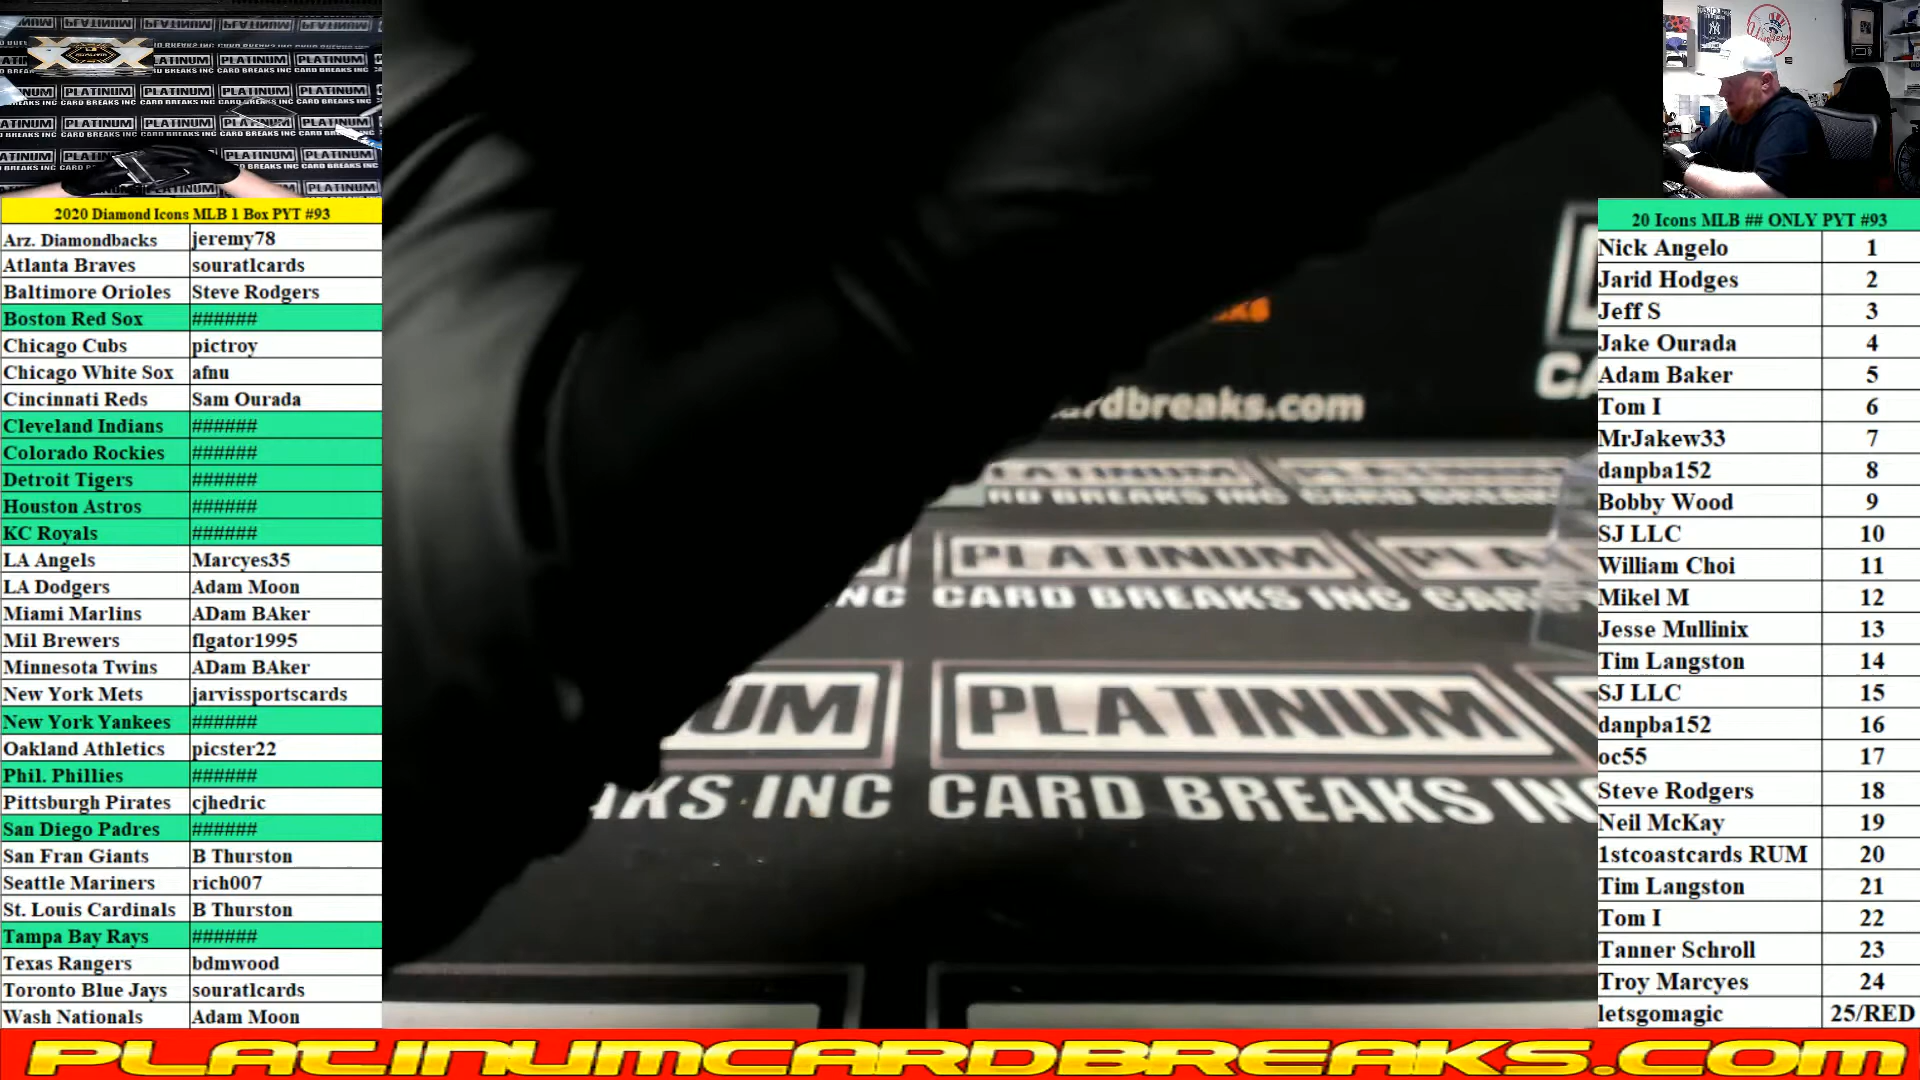 2020 Diamond Icons MLB 1 Box PYT #93
Arz. Diamondbacks jeremy78
Atlanta Braves souratlcards
Baltimore Orioles Steve Rodgers
Boston Red Sox ######
Chicago Cubs pictroy
Chicago White Sox afnu
Cincinnati Reds Sam Ourada
Cleveland Indians ######
Colorado Rockies ######
Detroit Tigers ######
Houston Astros ######
KC Royals ######
LA Angels Marcyes35
LA Dodgers Adam Moon
Miami Marlins ADam BAker
Mil Brewers flgator1995
Minnesota Twins ADam BAker
New York Mets jarvissportscards
New York Yankees ######
Oakland Athletics picster22
Phil. Phillies ######
Pittsburgh Pirates cjhedric
San Diego Padres ######
San Fran Giants B Thurston
Seattle Mariners rich007
St. Louis Cardinals B Thurston
Tampa Bay Rays ######
Texas Rangers bdmwood
Toronto Blue Jays souratlcards
Wash Nationals Adam Moon
PLATINUM
CARD BREAKS INC
PLATINUM
CARD BREAKS INC
20 Icons MLB ## ONLY PYT #93
Nick Angelo 1
Jarid Hodges 2
Jeff S 3
Jake Ourada 4
Adam Baker 5
Tom I 6
MrJakew33 7
danpba152 8
Bobby Wood 9
SJ LLC 10
William Choi 11
Mikel M 12
Jesse Mullinix 13
Tim Langston 14
SJ LLC 15
danpba152 16
oc55 17
Steve Rodgers 18
Neil McKay 19
1stcoastcards RUM 20
Tim Langston 21
Tom I 22
Tanner Schroll 23
Troy Marcyes 24
letsgomagic 25/RED
PLATINUMCARDBREAKS.COM